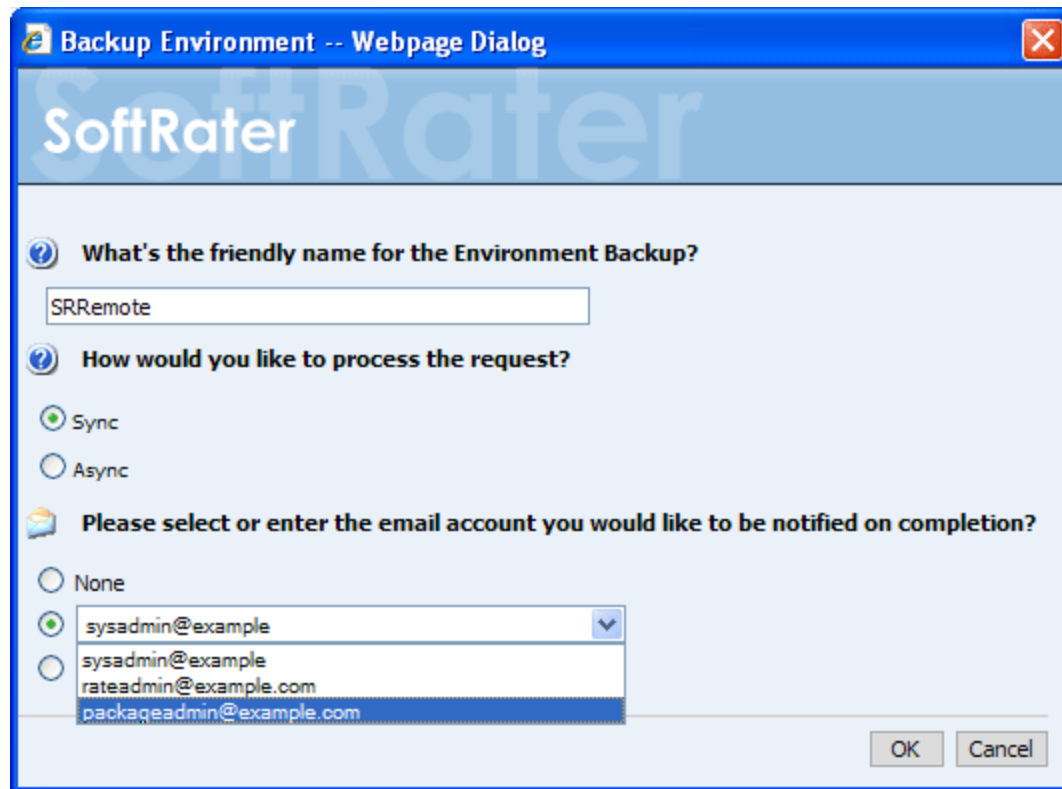 Backup Environment -- Webpage Dialog
SoftRater
SoftRater
What's the friendly name for the Environment Backup?
SRRemote
How would you like to process the request?
Sync
Async
Please select or enter the email account you would like to be notified on completion?
None
sysadmin@example
sysadmin@example
rateadmin@example.com
packageadmin@example.com
OK Cancel